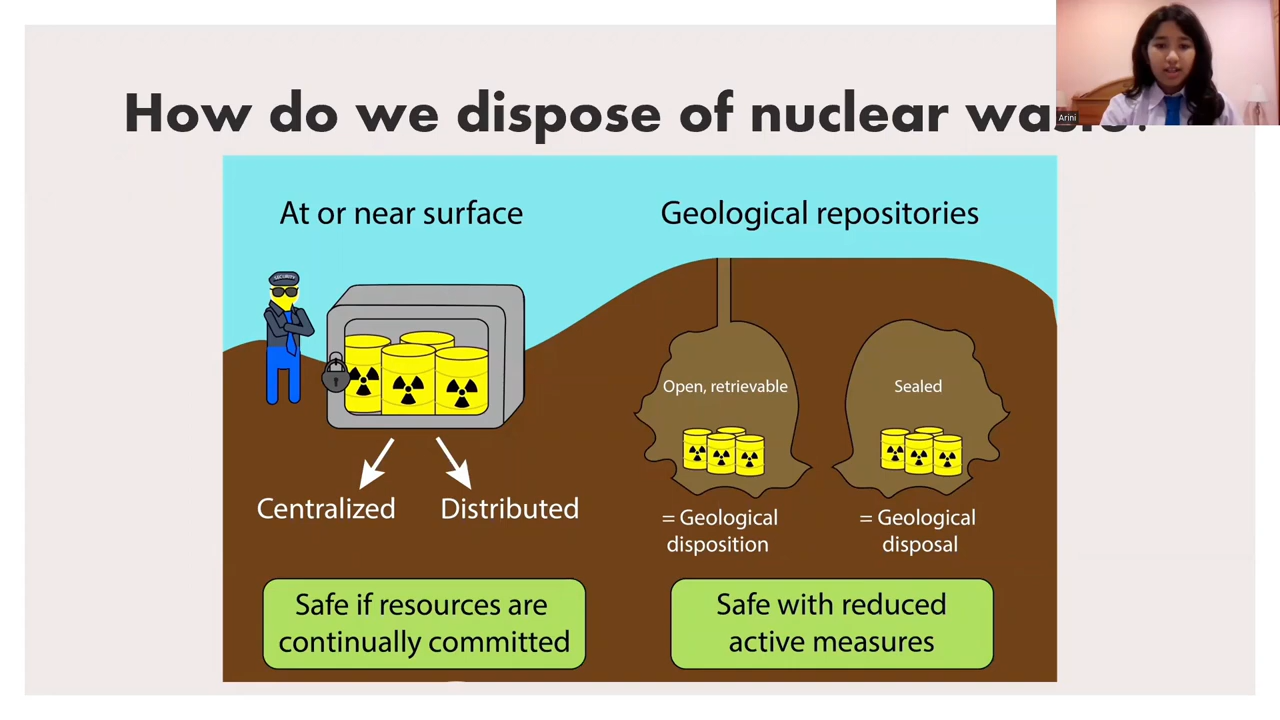 How do we dispose of nuclear
Arini
At or near surface
Geological repositories
SECURITY
Open, retrievable
Sealed
Centralized
Distributed
= Geological
disposition
= Geological
disposal
Safe if resources are
continually committed
Safe with reduced
active measures